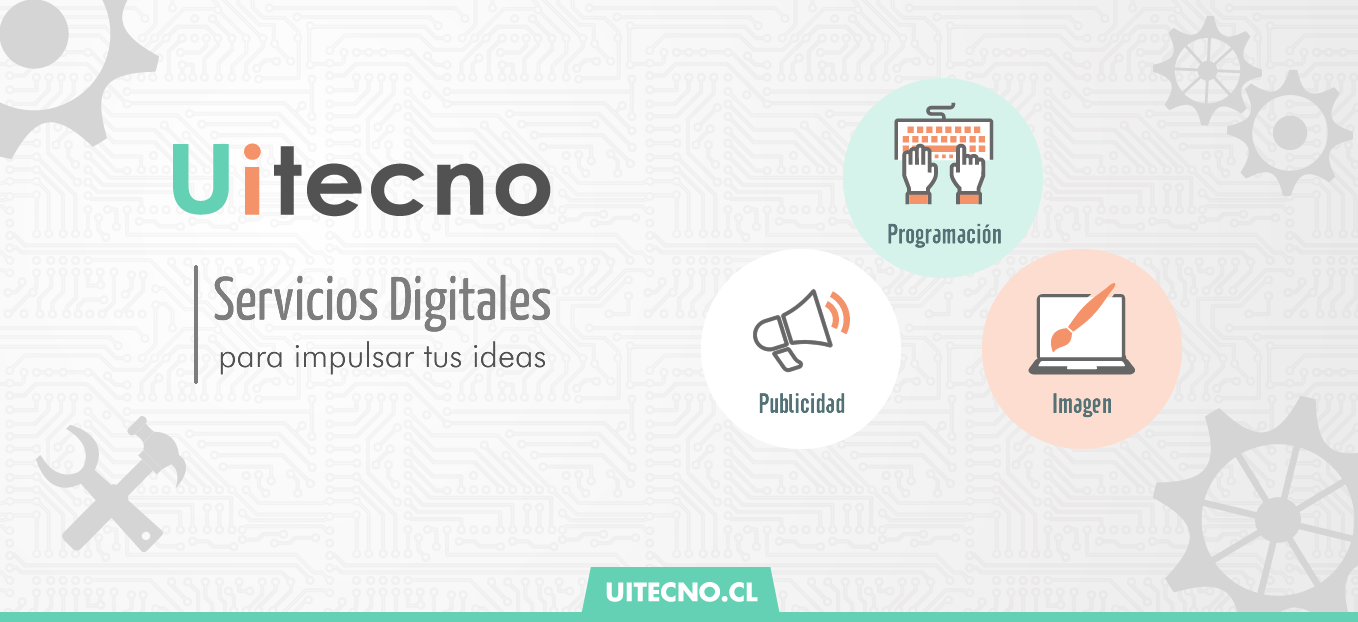 Uitecno
Servicios Digitales
para impulsar tus ideas
Programación
Publicidad
Imagen
UITECNO.CL